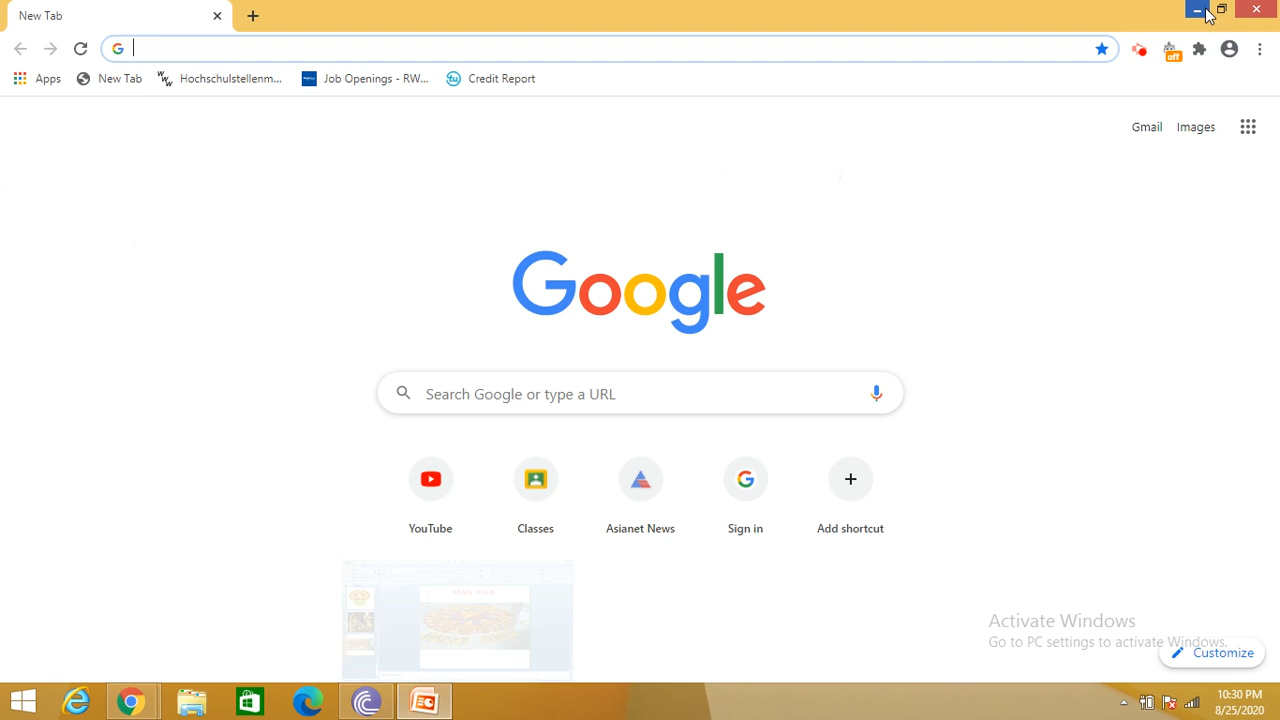 New Tab
Apps
New Tab
Hochschulstellenm...
Job Openings - RW...
Credit Report
off
Gmail
Images
Google
Search Google or type a URL
YouTube
Classes
Asianet News
Sign in
Add shortcut
Activate Windows
Go to PC settings to activate Windows.
Customize
10:30 PM
8/25/2020